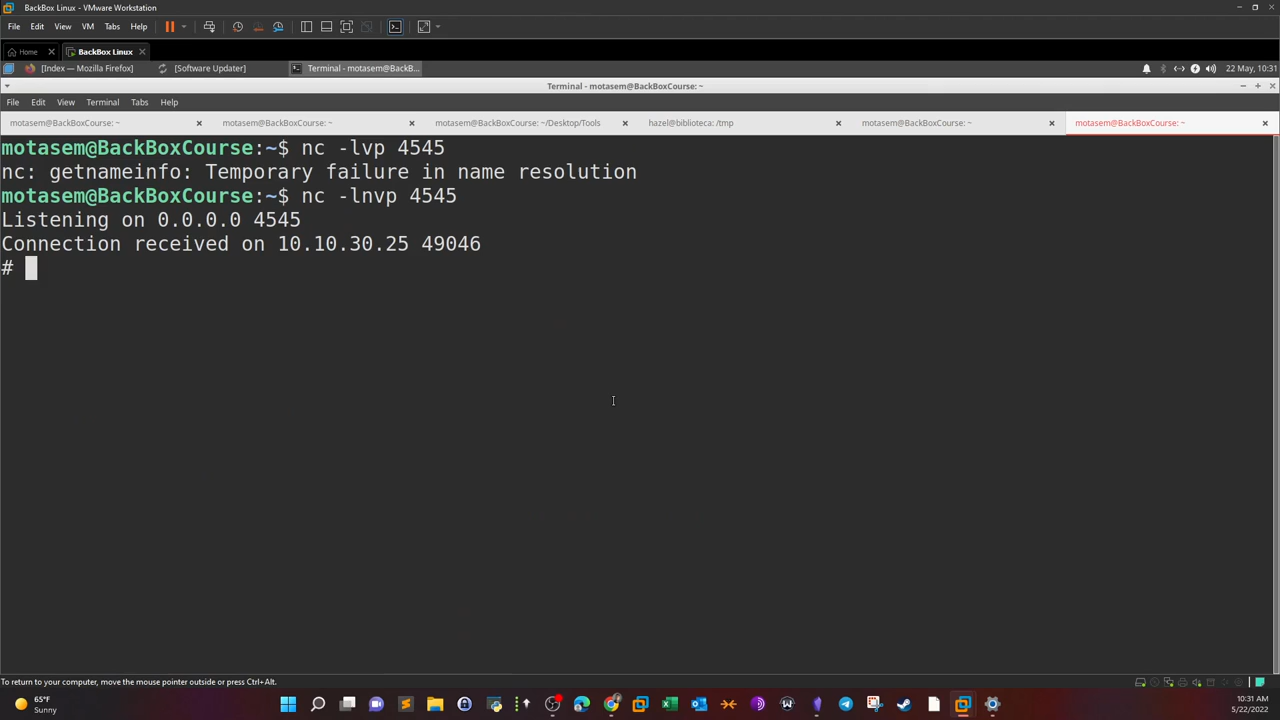 BackBox Linux - VMware Workstation
File Edit View VM Tabs Help
Home BackBox Linux
[Index — Mozilla Firefox] [Software Updater] Terminal - motasem@BackB... 22 May, 10:31
Terminal - motasem@BackBoxCourse: ~
File Edit View Terminal Tabs Help
motasem@BackBoxCourse: ~ motasem@BackBoxCourse: ~ motasem@BackBoxCourse: ~/Desktop/Tools hazel@biblioteca: /tmp motasem@BackBoxCourse: ~ motasem@BackBoxCourse: ~
motasem@BackBoxCourse:~$ nc -lvp 4545
nc: getnameinfo: Temporary failure in name resolution
motasem@BackBoxCourse:~$ nc -lnvp 4545
Listening on 0.0.0.0 4545
Connection received on 10.10.30.25 49046
#
To return to your computer, move the mouse pointer outside or press Ctrl+Alt.
65°F
Sunny
10:31 AM
5/22/2022